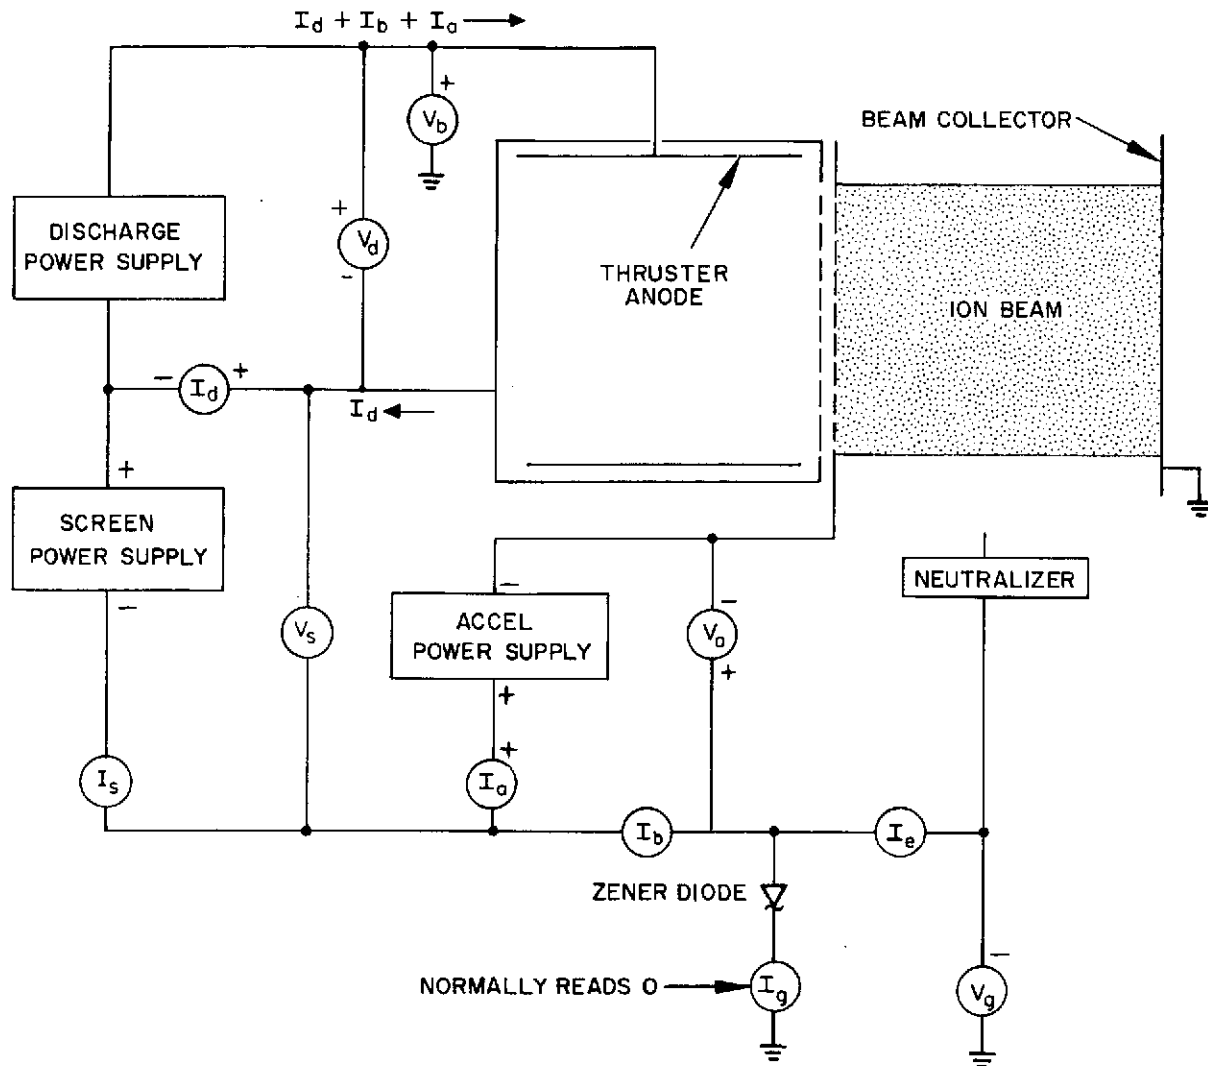 I_d + I_b + I_a
+
V_b
BEAM COLLECTOR
DISCHARGE
POWER SUPPLY
+
V_d
-
THRUSTER
ANODE
ION BEAM
- I_d +
I_d
+
SCREEN
POWER SUPPLY
-
V_s
-
ACCEL
POWER SUPPLY
+
-
V_a
+
NEUTRALIZER
I_s
+
I_a
I_b
I_e
ZENER DIODE
NORMALLY READS 0
I_g
-
V_g